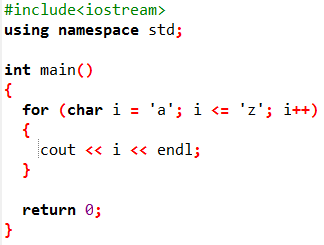 #include<iostream>
using namespace std;

int main()
{
  for (char i = 'a'; i <= 'z'; i++)
  {
    cout << i << endl;
  }

  return 0;
}